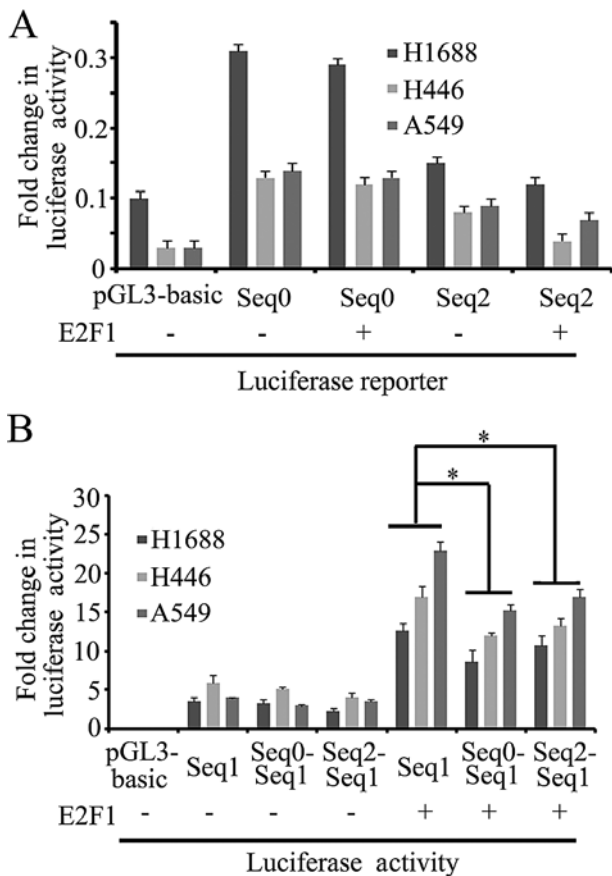 A
Fold change in
luciferase activity
0.3
0.1
0
H1688
H446
A549
pGL3-basic Seq0 Seq0 Seq2 Seq2
E2F1 - - + - +
Luciferase reporter
B
Fold change in
luciferase activity
30
25
20
15
10
5
0
H1688
H446
A549
* *
pGL3-
basic
Seq1
Seq0-
Seq1
Seq2-
Seq1
Seq1
Seq0-
Seq1
Seq2-
Seq1
E2F1 - - - - + + +
Luciferase activity